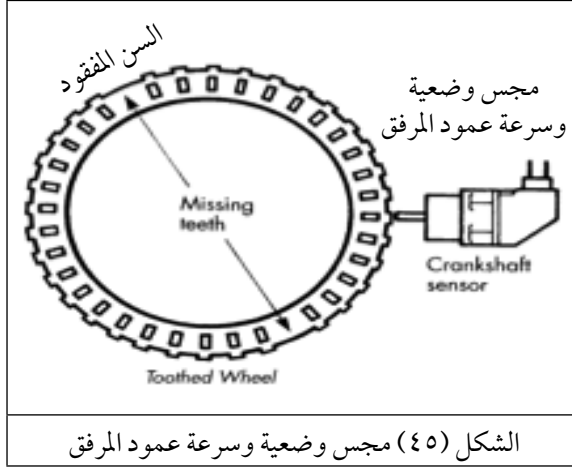 السن المفقود
مجس وضعية
وسرعة عمود المرفق
Missing
teeth
Crankshaft
sensor
Toothed Wheel
الشكل (٤٥) مجس وضعية وسرعة عمود المرفق